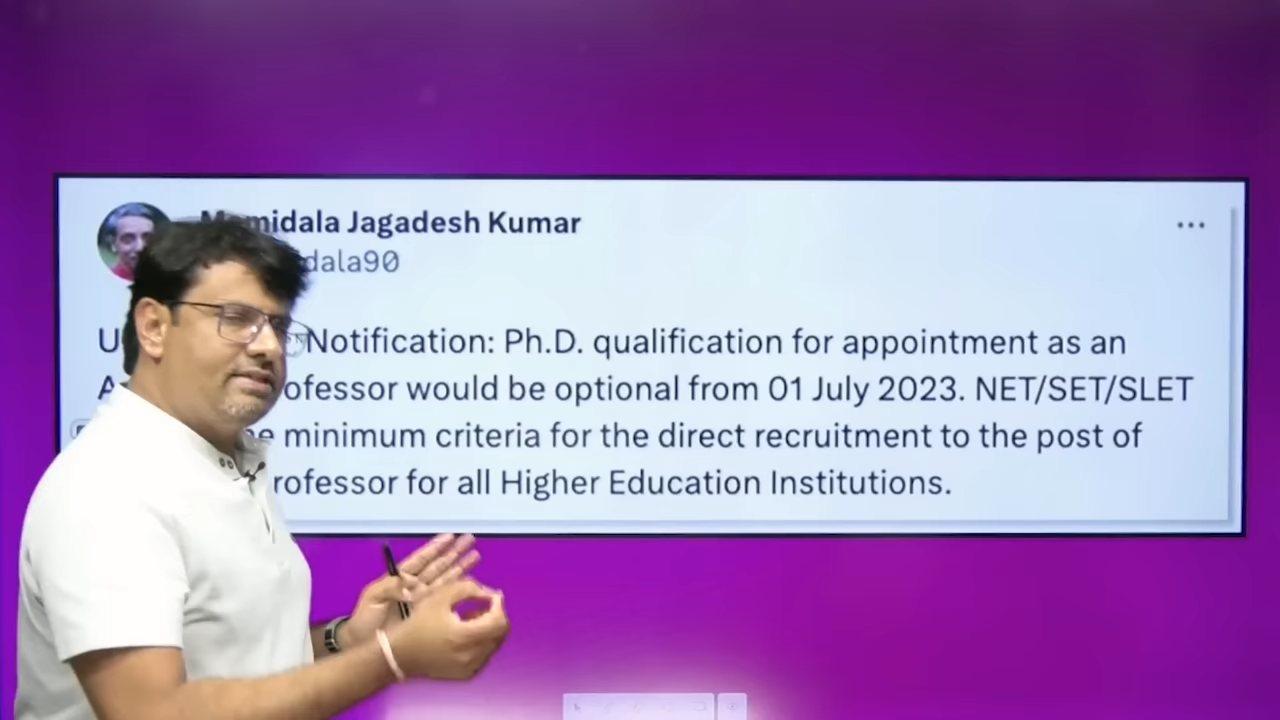 Mamidala Jagadesh Kumar
dala90
Notification: Ph.D. qualification for appointment as an
ofessor would be optional from 01 July 2023. NET/SET/SLET
minimum criteria for the direct recruitment to the post of
rofessor for all Higher Education Institutions.